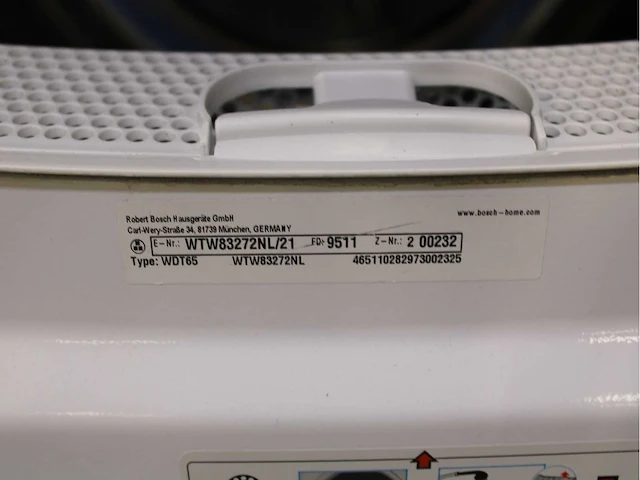 Robert Bosch Hausgeräte GmbH
www.bosch-home.com
Carl-Wery-Straße 34, 81739 München, GERMANY
E-Nr.: WTW83272NL/21 FD: 9511 Z-Nr.: 2 00232
Type: WDT65 WTW83272NL 465110282973002325